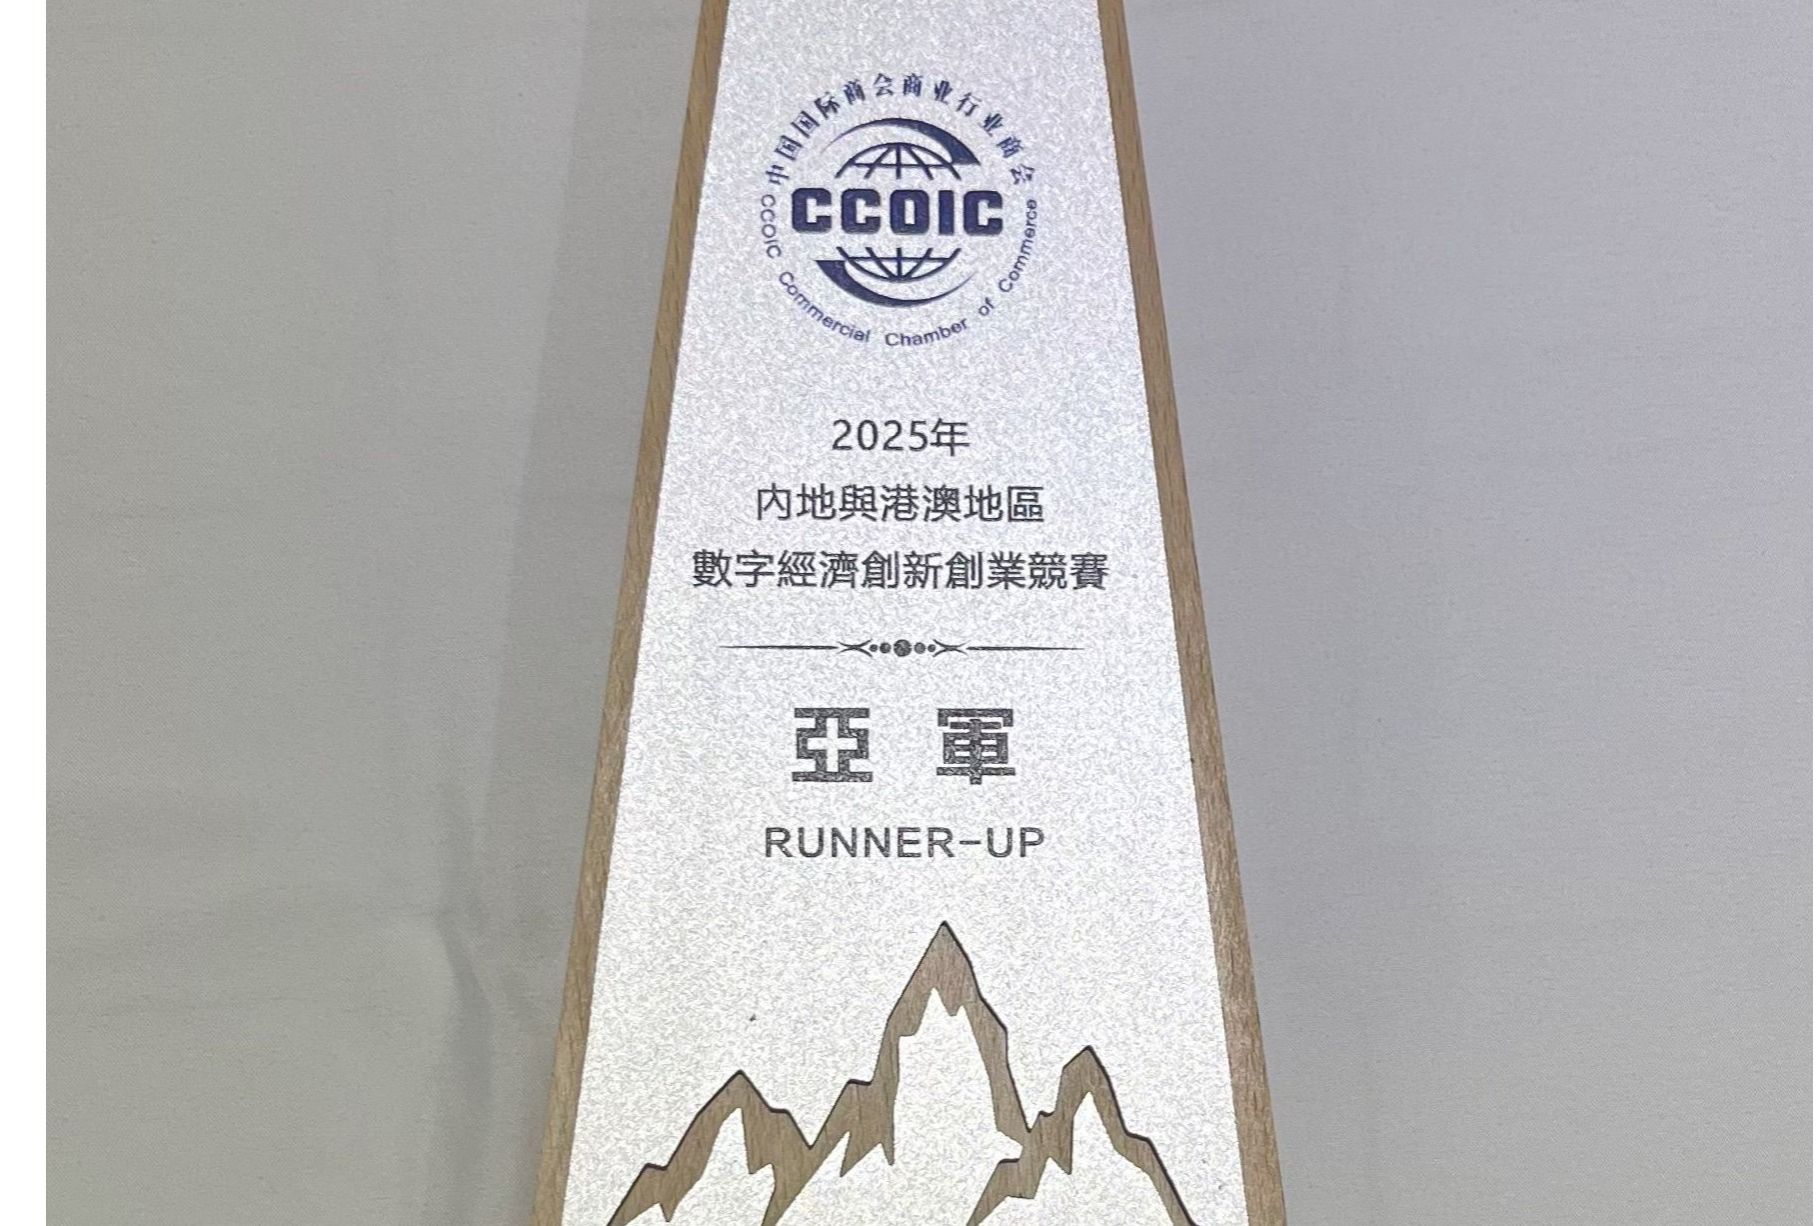 中国国际商会商业行业商会
CCOIC
CCOIC Commercial Chamber of Commerce
2025年
內地與港澳地區
數字經濟創新創業競賽
亞軍
RUNNER-UP